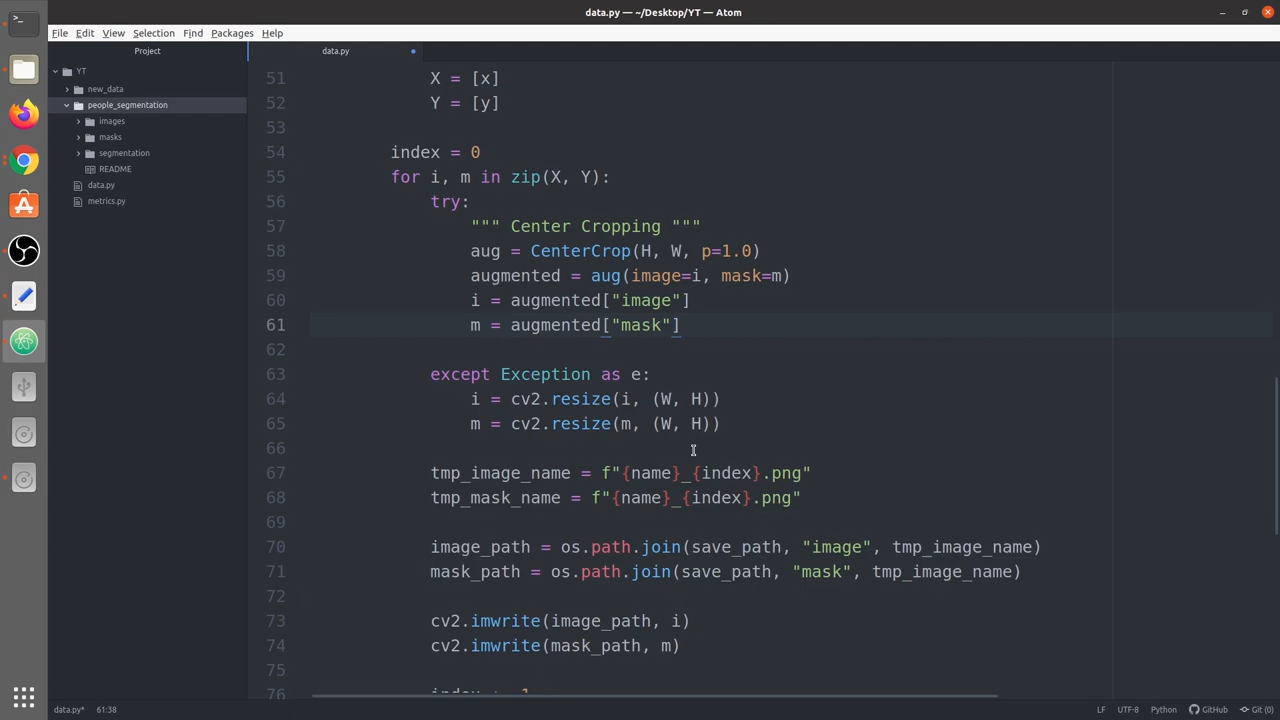 data.py — ~/Desktop/YT — Atom
File Edit View Selection Find Packages Help
Project
data.py
YT
new_data
people_segmentation
images
masks
segmentation
README
data.py
metrics.py
51 X = [x]
52 Y = [y]
53
54 index = 0
55 for i, m in zip(X, Y):
56 try:
57 """ Center Cropping """
58 aug = CenterCrop(H, W, p=1.0)
59 augmented = aug(image=i, mask=m)
60 i = augmented["image"]
61 m = augmented["mask"]
62
63 except Exception as e:
64 i = cv2.resize(i, (W, H))
65 m = cv2.resize(m, (W, H))
66
67 tmp_image_name = f"{name}_{index}.png"
68 tmp_mask_name = f"{name}_{index}.png"
69
70 image_path = os.path.join(save_path, "image", tmp_image_name)
71 mask_path = os.path.join(save_path, "mask", tmp_image_name)
72
73 cv2.imwrite(image_path, i)
74 cv2.imwrite(mask_path, m)
75
76 index += 1
data.py* 61:38 LF UTF-8 Python GitHub Git (0)